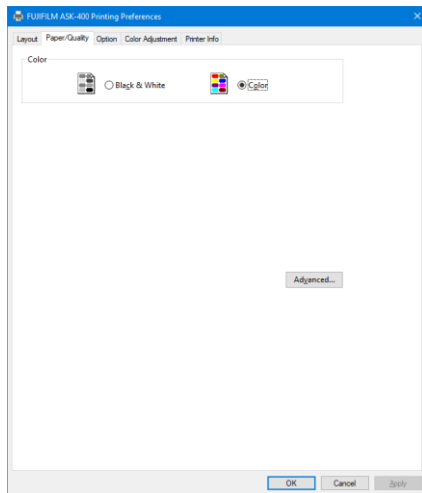 FUJIFILM ASK-400 Printing Preferences
Layout Paper/Quality Option Color Adjustment Printer Info
Color
Black & White Color
Advanced...
OK Cancel Apply